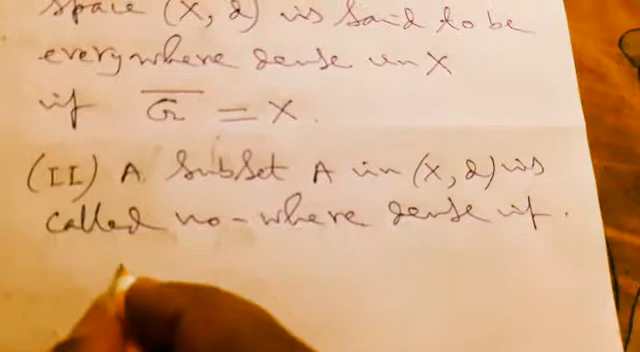 space (X, d) is said to be
everywhere dense in X
if G̅ = X.
(II) A subset A in (X, d) is
called no-where dense if.